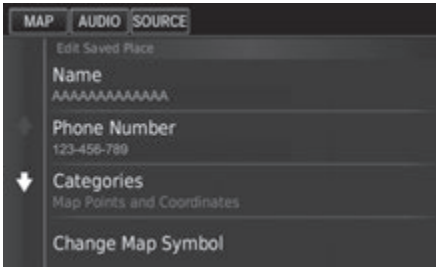 MAP AUDIO SOURCE
Edit Saved Place
Name
AAAAAAAAAAAAA
Phone Number
123-456-789
Categories
Map Points and Coordinates
Change Map Symbol